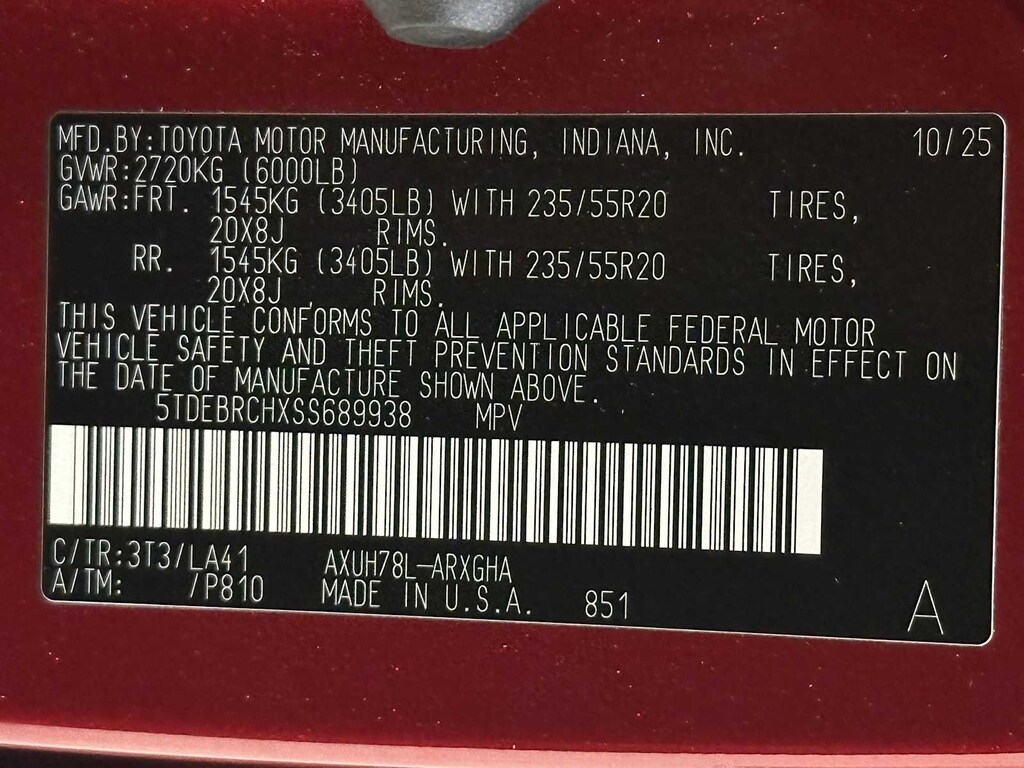 MFD.BY:TOYOTA MOTOR MANUFACTURING, INDIANA, INC. 10/25
GVWR:2720KG (6000LB)
GAWR:FRT. 1545KG (3405LB) WITH 235/55R20 TIRES,
20X8J RIMS.
RR. 1545KG (3405LB) WITH 235/55R20 TIRES,
20X8J , RIMS.
THIS VEHICLE CONFORMS TO ALL APPLICABLE FEDERAL MOTOR
VEHICLE SAFETY AND THEFT PREVENTION STANDARDS IN EFFECT ON
THE DATE OF MANUFACTURE SHOWN ABOVE.
5TDEBRCHXSS689938 MPV
C/TR:3T3/LA41 AXUH78L-ARXGHA
A/TM: /P810 MADE IN U.S.A. 851 A